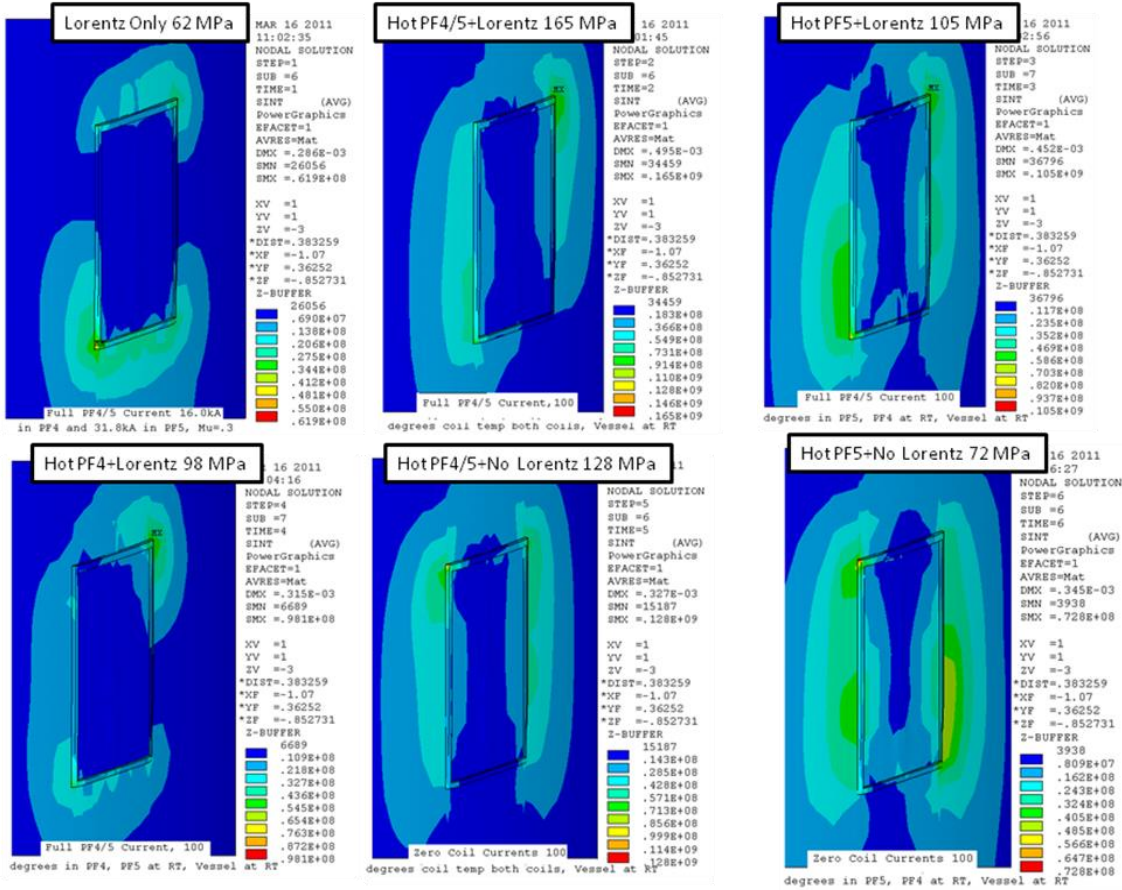 Lorentz Only 62 MPa
MAR 16 2011
11:02:35
NODAL SOLUTION
STEP=1
SUB =6
TIME=1
SINT (AVG)
PowerGraphics
EFACET=1
AVRES=Mat
DMX =.286E-03
SMN =26056
SMX =.619E+08
XV =1
YV =1
ZV =-3
*DIST=.383259
*XF =-1.07
*YF =.36252
*ZF =-.852731
Z-BUFFER
26056
.690E+07
.138E+08
.206E+08
.275E+08
.344E+08
.412E+08
.481E+08
.550E+08
.619E+08
Full PF4/5 Current 16.0kA
in PF4 and 31.8kA in PF5, Mu=.3
Hot PF4/5+Lorentz 165 MPa
16 2011
:01:45
NODAL SOLUTION
STEP=2
SUB =6
TIME=2
SINT (AVG)
PowerGraphics
EFACET=1
AVRES=Mat
DMX =.495E-03
SMN =34459
SMX =.165E+09
XV =1
YV =1
ZV =-3
*DIST=.383259
*XF =-1.07
*YF =.36252
*ZF =-.852731
Z-BUFFER
34459
.183E+08
.366E+08
.549E+08
.731E+08
.914E+08
.110E+09
.128E+09
.146E+09
.165E+09
MX
Full PF4/5 Current,100
degrees coil temp both coils, Vessel at RT
Hot PF5+Lorentz 105 MPa
16 2011
2:56
NODAL SOLUTION
STEP=3
SUB =7
TIME=3
SINT (AVG)
PowerGraphics
EFACET=1
AVRES=Mat
DMX =.452E-03
SMN =36796
SMX =.105E+09
XV =1
YV =1
ZV =-3
*DIST=.383259
*XF =-1.07
*YF =.36252
*ZF =-.852731
Z-BUFFER
36796
.117E+08
.235E+08
.352E+08
.469E+08
.586E+08
.703E+08
.820E+08
.937E+08
.105E+09
MX
Full PF4/5 Current, 100
degrees in PF5, PF4 at RT, Vessel at RT
Hot PF4+Lorentz 98 MPa
16 2011
:04:16
NODAL SOLUTION
STEP=4
SUB =7
TIME=4
SINT (AVG)
PowerGraphics
EFACET=1
AVRES=Mat
DMX =.315E-03
SMN =6689
SMX =.981E+08
XV =1
YV =1
ZV =-3
*DIST=.383259
*XF =-1.07
*YF =.36252
*ZF =-.852731
Z-BUFFER
6689
.109E+08
.218E+08
.327E+08
.436E+08
.545E+08
.654E+08
.763E+08
.872E+08
.981E+08
MX
Full PF4/5 Current, 100
degrees in PF4, PF5 at RT, Vessel at RT
Hot PF4/5+No Lorentz 128 MPa
NODAL SOLUTION
STEP=5
SUB =6
TIME=5
SINT (AVG)
PowerGraphics
EFACET=1
AVRES=Mat
DMX =.327E-03
SMN =15187
SMX =.128E+09
XV =1
YV =1
ZV =-3
*DIST=.383259
*XF =-1.07
*YF =.36252
*ZF =-.852731
Z-BUFFER
15187
.143E+08
.285E+08
.428E+08
.571E+08
.713E+08
.856E+08
.999E+08
.114E+09
.128E+09
Zero Coil Currents 100
degrees coil temp both coils, Vessel at RT
Hot PF5+No Lorentz 72 MPa
16 2011
6:27
NODAL SOLUTION
STEP=6
SUB =6
TIME=6
SINT (AVG)
PowerGraphics
EFACET=1
AVRES=Mat
DMX =.345E-03
SMN =3938
SMX =.728E+08
XV =1
YV =1
ZV =-3
*DIST=.383259
*XF =-1.07
*YF =.36252
*ZF =-.852731
Z-BUFFER
3938
.809E+07
.162E+08
.243E+08
.324E+08
.405E+08
.485E+08
.566E+08
.647E+08
.728E+08
Zero Coil Currents 100
degrees in PF5, PF4 at RT, Vessel at RT